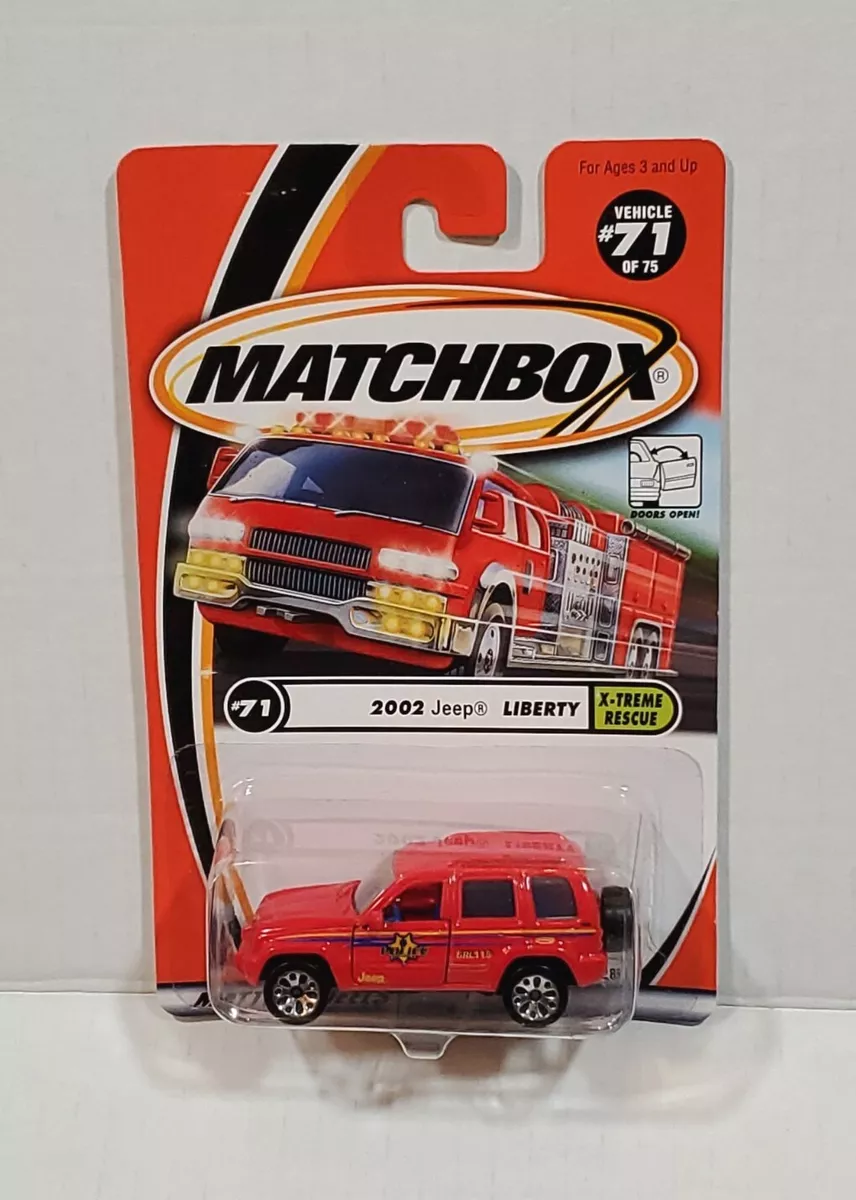 For Ages 3 and Up
VEHICLE
#71
OF 75
MATCHBOX®
DOORS OPEN!
#71
2002 Jeep® LIBERTY
X-TREME
RESCUE
POLICE
Jeep